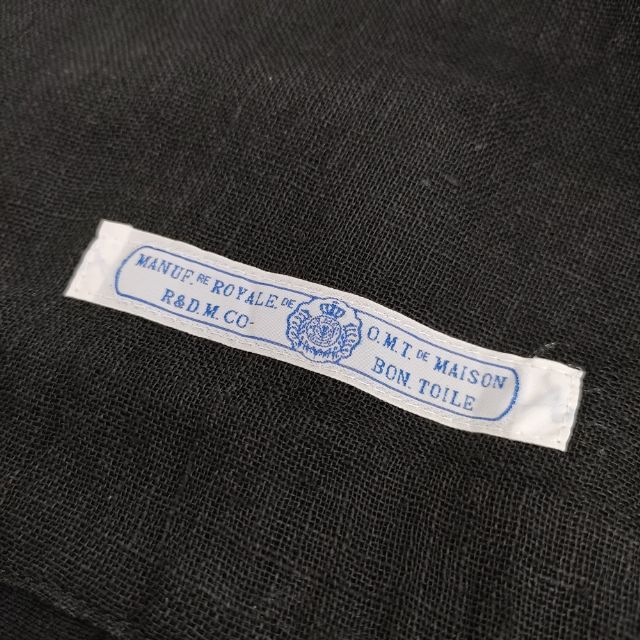 MANUF.RE ROYALE DE
R&D.M.CO-
O.M.T. DE MAISON
BON. TOILE